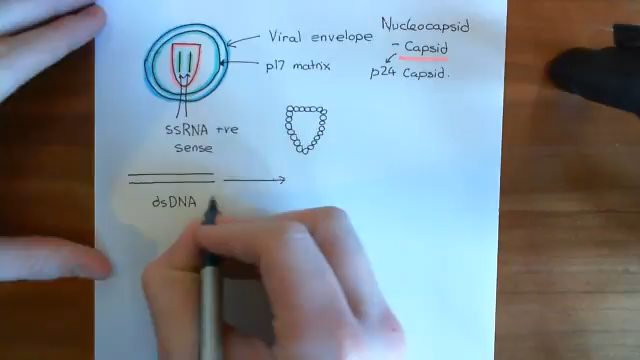 Nucleocapsid
Viral envelope
- Capsid
p17 matrix
p24 Capsid.
ssRNA +ve
sense
dsDNA